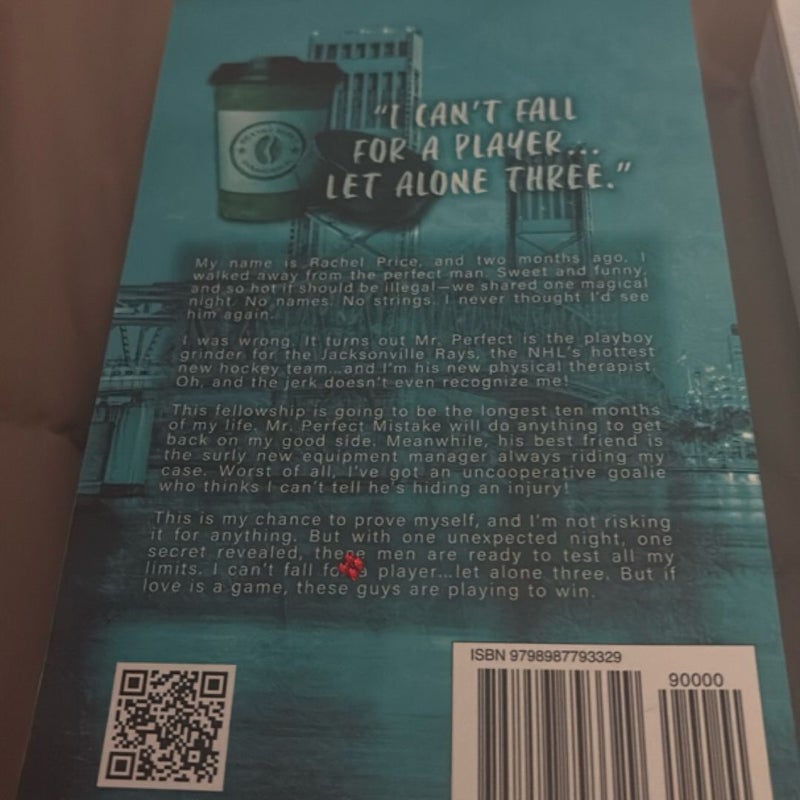 "I CAN'T FALL
FOR A PLAYER...
LET ALONE THREE."
My name is Rachel Price, and two months ago, I
walked away from the perfect man. Sweet and funny,
and so hot it should be illegal—we shared one magical
night. No names. No strings. I never thought I'd see
him again.
I was wrong. It turns out Mr. Perfect is the playboy
grinder for the Jacksonville Rays, the NHL's hottest
new hockey team...and I'm his new physical therapist.
Oh, and the jerk doesn't even recognize me!
This fellowship is going to be the longest ten months
of my life. Mr. Perfect Mistake will do anything to get
back on my good side. Meanwhile, his best friend is
the surly new equipment manager always riding my
case. Worst of all, I've got an uncooperative goalie
who thinks I can't tell he's hiding an injury!
This is my chance to prove myself, and I'm not risking
it for anything. But with one unexpected night, one
secret revealed, these men are ready to test all my
limits. I can't fall for a player...let alone three. But if
love is a game, these guys are playing to win.
ISBN 9798987793329
90000